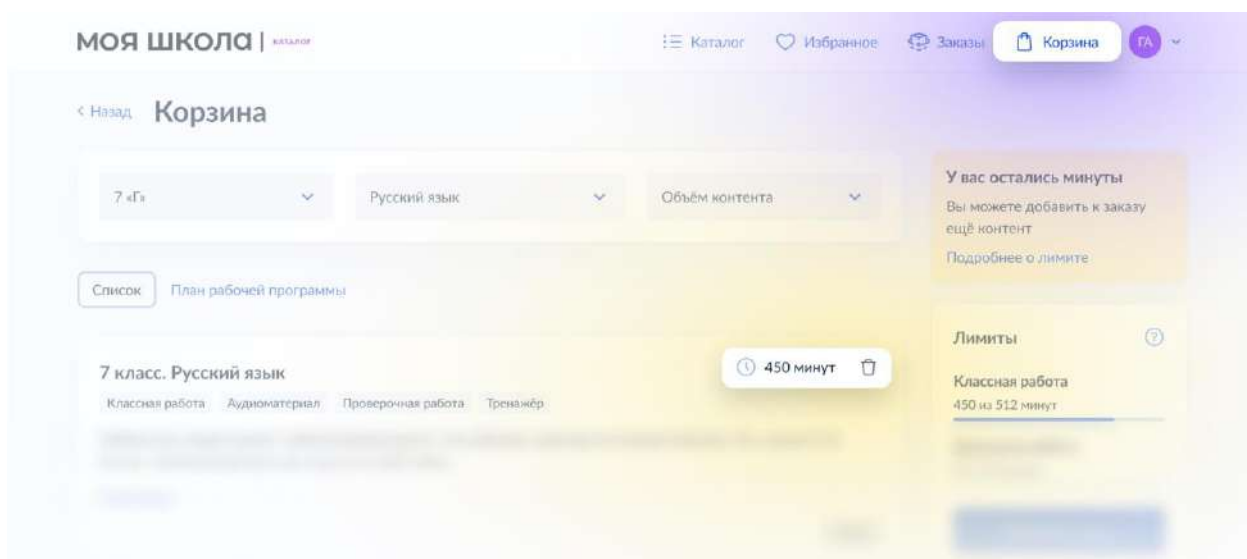 МОЯ ШКОЛА | КАТАЛОГ
Каталог Избранное Заказы Корзина ГА
< Назад Корзина
7 «Г» Русский язык Объём контента
У вас остались минуты
Вы можете добавить к заказу
ещё контент
Подробнее о лимите
Список План рабочей программы
7 класс. Русский язык
450 минут
Классная работа Аудиоматериал Проверочная работа Тренажёр
Лимиты
Классная работа
450 из 512 минут